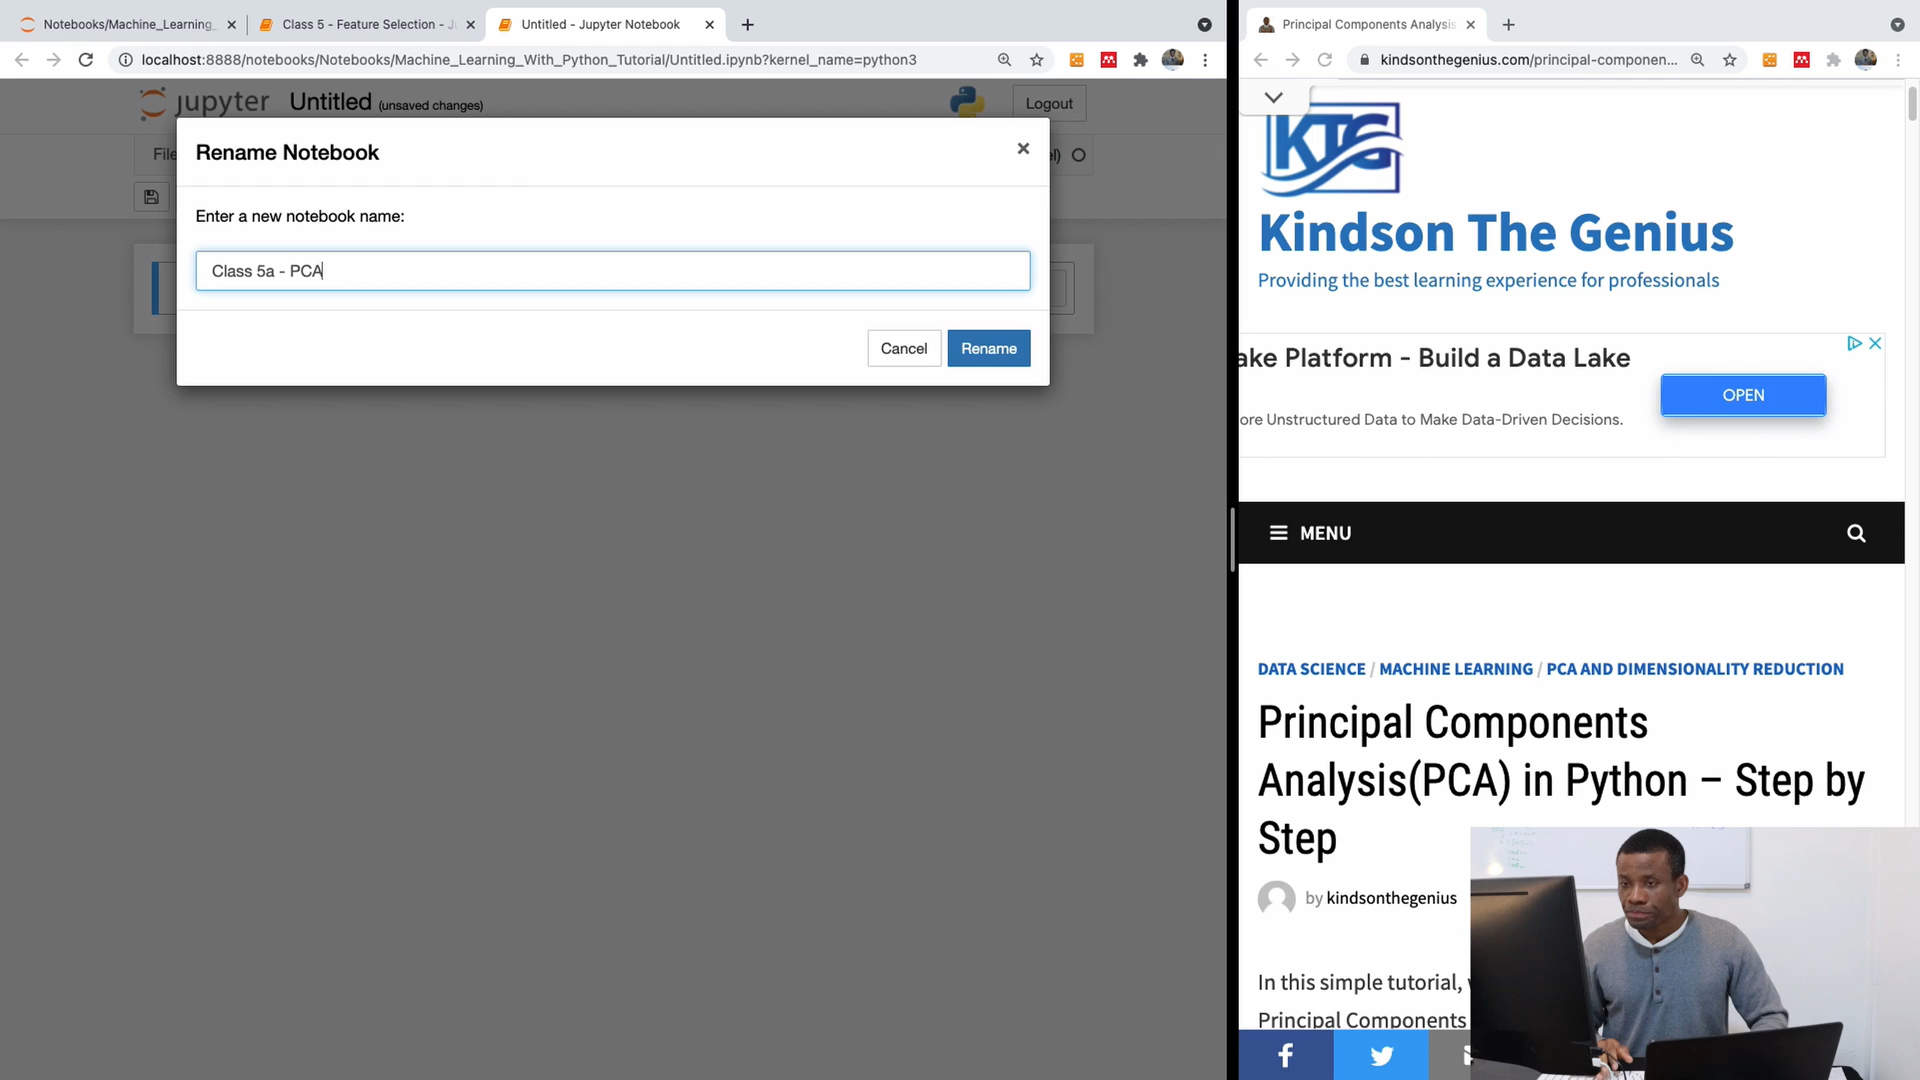 Notebooks/Machine_Learning_
Class 5 - Feature Selection - J
Untitled - Jupyter Notebook
localhost:8888/notebooks/Notebooks/Machine_Learning_With_Python_Tutorial/Untitled.ipynb?kernel_name=python3
jupyter Untitled (unsaved changes)
Logout
File
Rename Notebook
Enter a new notebook name:
Class 5a - PCA
Cancel
Rename
Principal Components Analysis
kindsonthegenius.com/principal-componen...
KTG
Kindson The Genius
Providing the best learning experience for professionals
ake Platform - Build a Data Lake
ore Unstructured Data to Make Data-Driven Decisions.
OPEN
MENU
DATA SCIENCE / MACHINE LEARNING / PCA AND DIMENSIONALITY REDUCTION
Principal Components
Analysis(PCA) in Python – Step by
Step
by kindsonthegenius
In this simple tutorial,
Principal Components